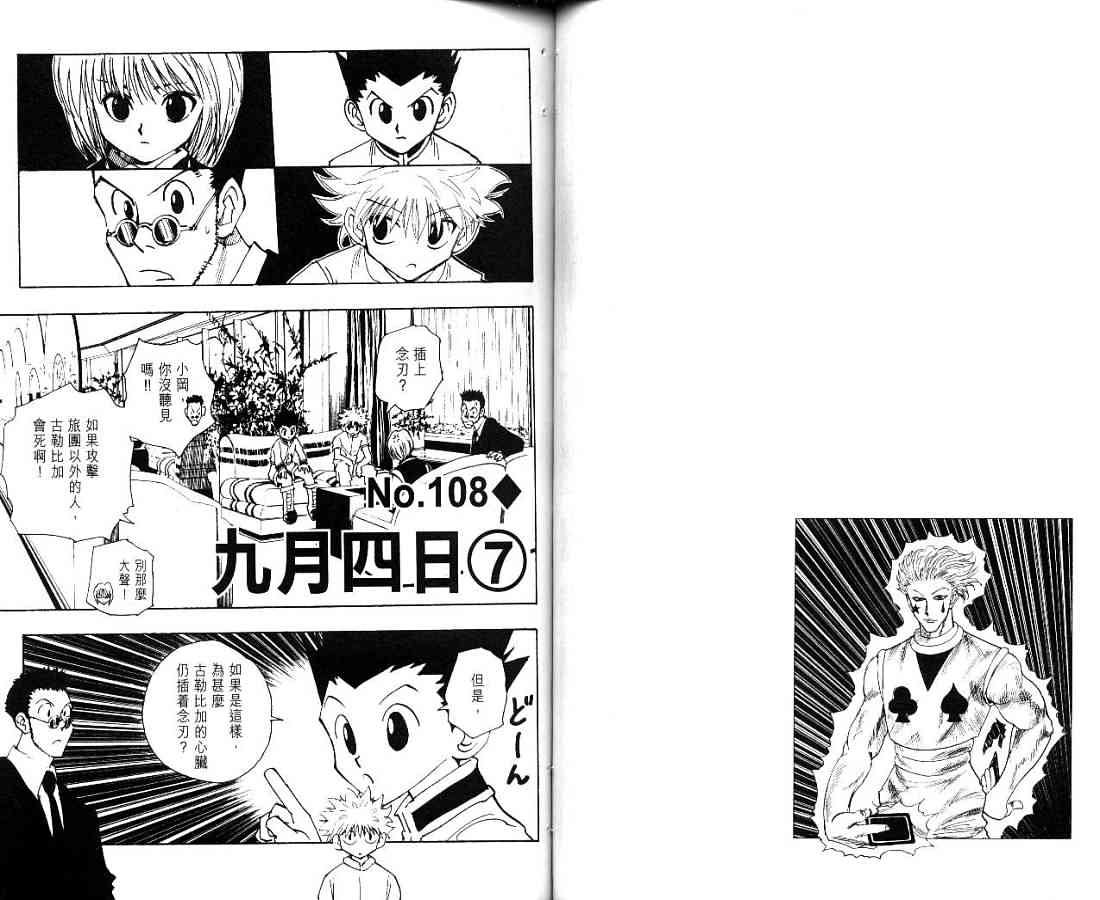 插上
念刃？
小岡，
你沒聽見
嗎!!
如果攻擊
旅團以外的人，
古勒比加
會死啊！
別那麼
大聲！
No.108◆
九月四日⑦
但是，
如果是這樣，
為甚麼
古勒比加的心臟
仍插着念刃？
どーん